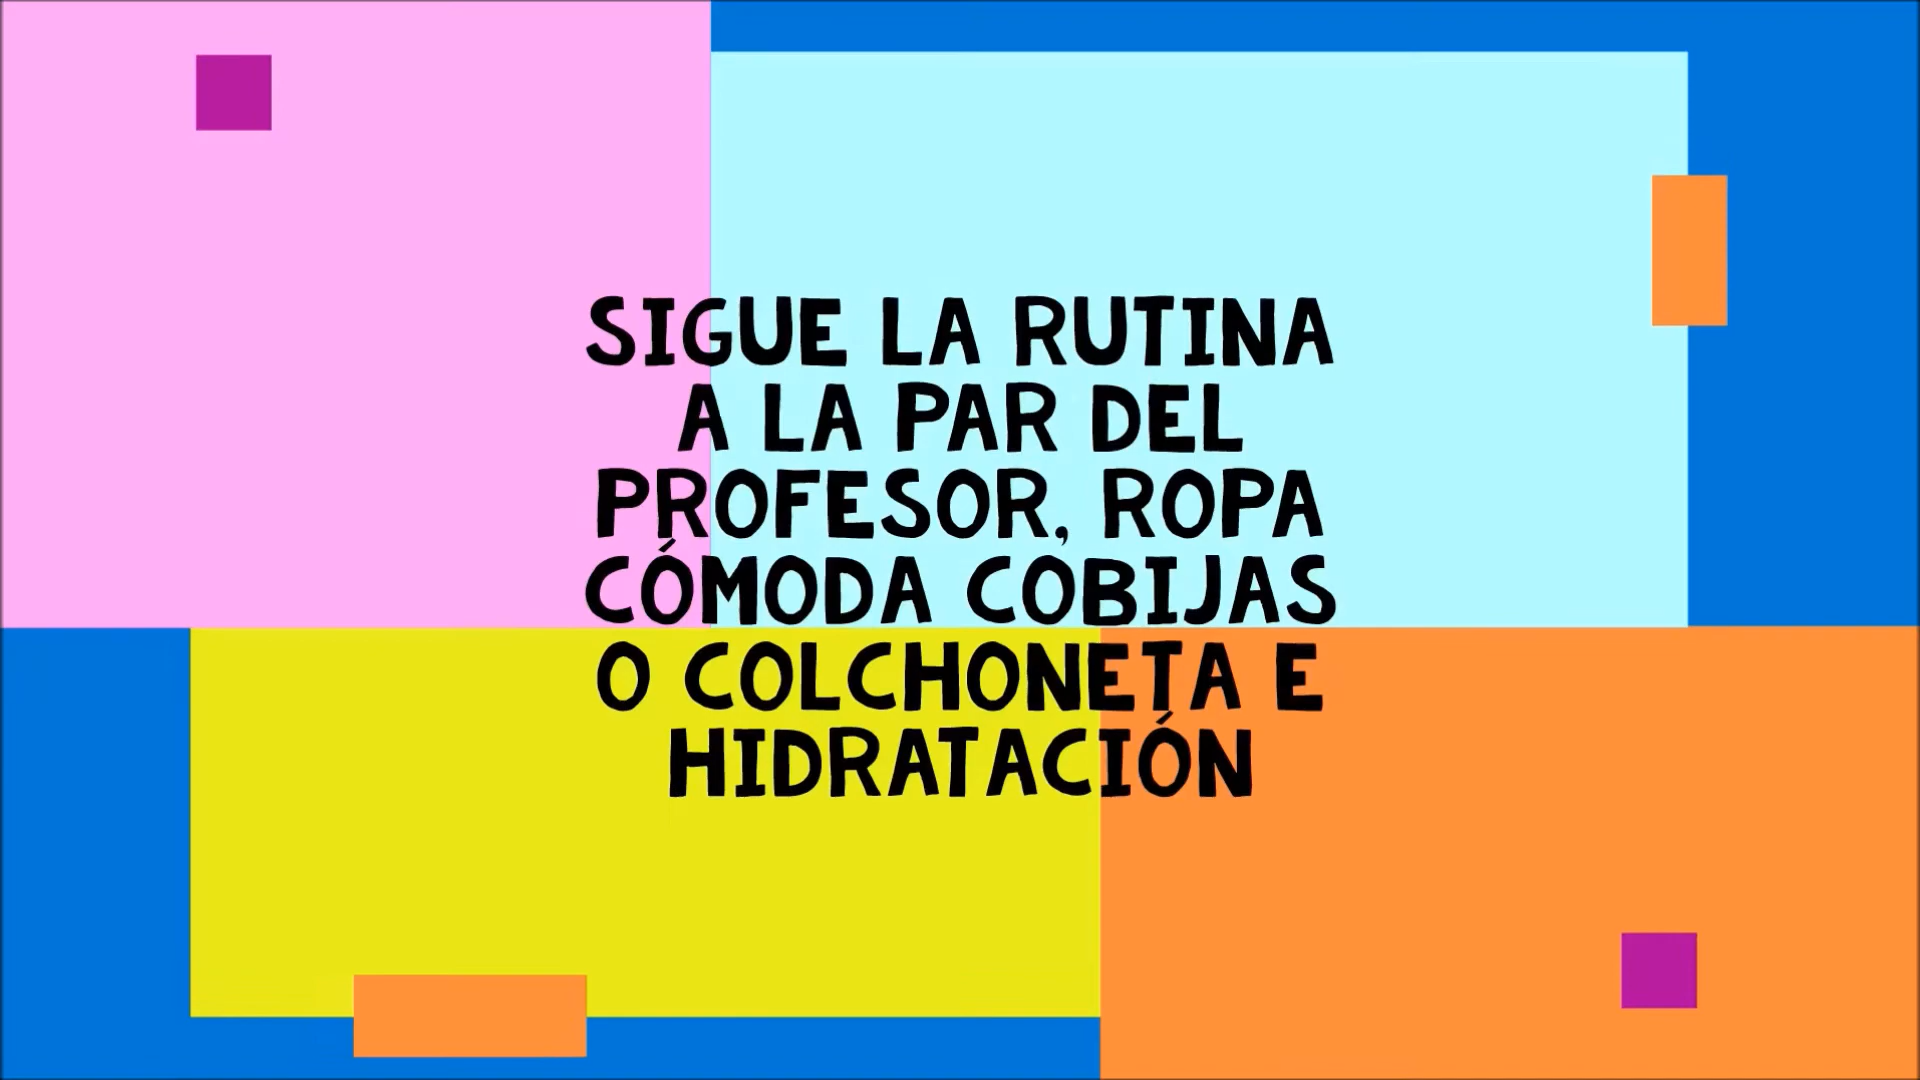 SIGUE LA RUTINA
A LA PAR DEL
PROFESOR, ROPA
CÓMODA COBIJAS
O COLCHONETA E
HIDRATACIÓN